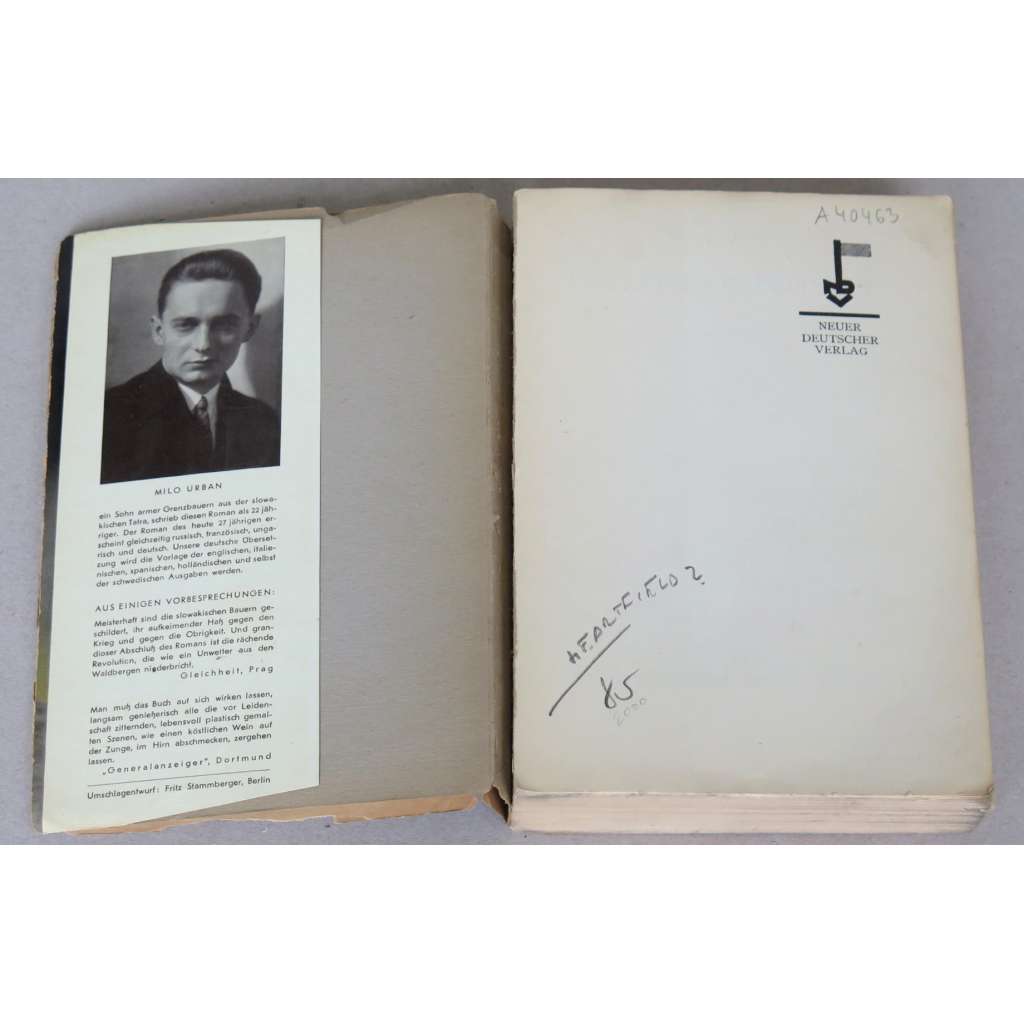 MILO URBAN
ein Sohn armer Grenzbauern aus der slowa-
kischen Tatra, schrieb diesen Roman als 22 jäh-
riger. Der Roman des heute 27 jährigen er-
scheint gleichzeitig russisch, französisch, unga-
risch und deutsch. Unsere deutsche Überset-
zung wird die Vorlage der englischen, italie-
nischen, spanischen, holländischen und selbst
der schwedischen Ausgaben werden.
AUS EINIGEN VORBESPRECHUNGEN:
Meisterhaft sind die slowakischen Bauern ge-
schildert, ihr aufkeimender Haß gegen den
Krieg und gegen die Obrigkeit. Und gran-
dioser Abschluß des Romans ist die rächende
Revolution, die wie ein Unwetter aus den
Waldbergen niederbricht.
Gleichheit, Prag
Man muß das Buch auf sich wirken lassen,
langsam genießerisch alle die vor Leiden-
schaft zitternden, lebensvoll plastisch gemal-
ten Szenen, wie einen köstlichen Wein auf
der Zunge, im Hirn abschmecken, zergehen
lassen.
„Generalanzeiger", Dortmund
Umschlagentwurf: Fritz Stammberger, Berlin
A40463
NEUER
DEUTSCHER
VERLAG
HEARTFIELD?
2000